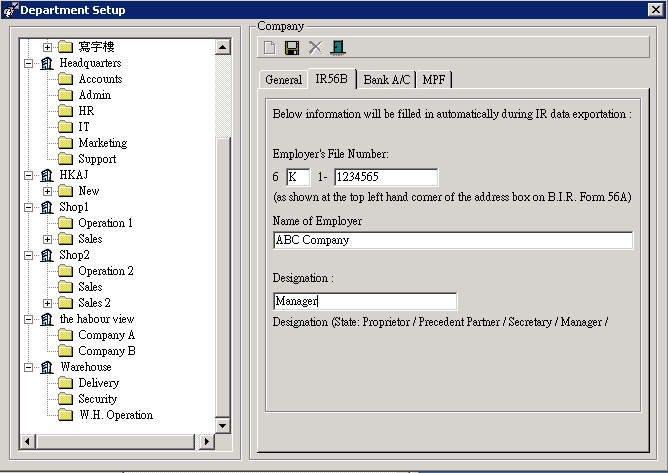 Department Setup
寫字樓
Headquarters
Accounts
Admin
HR
IT
Marketing
Support
HKAJ
New
Shop1
Operation 1
Sales
Shop2
Operation 2
Sales
Sales 2
the habour view
Company A
Company B
Warehouse
Delivery
Security
W.H. Operation
Company
General IR56B Bank A/C MPF
Below information will be filled in automatically during IR data exportation :
Employer's File Number:
6 K 1- 1234565
(as shown at the top left hand corner of the address box on B.I.R. Form 56A)
Name of Employer
ABC Company
Designation :
Manager
Designation (State: Proprietor / Precedent Partner / Secretary / Manager /